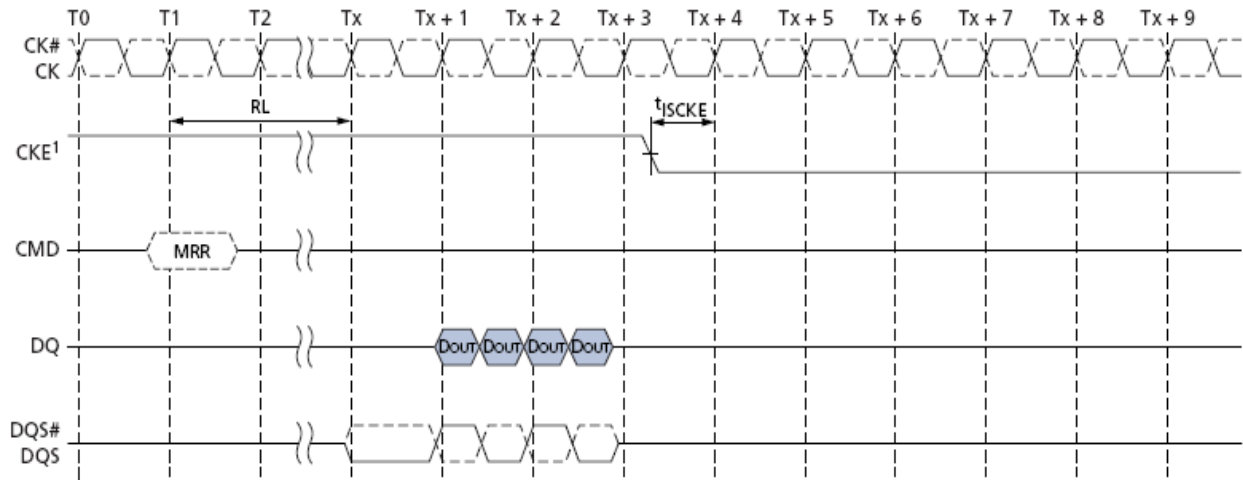 T0 T1 T2 Tx Tx + 1 Tx + 2 Tx + 3 Tx + 4 Tx + 5 Tx + 6 Tx + 7 Tx + 8 Tx + 9
CK#
CK
RL
tISCKE
CKE1
CMD
MRR
DQ
DOUT DOUT DOUT DOUT
DQS#
DQS